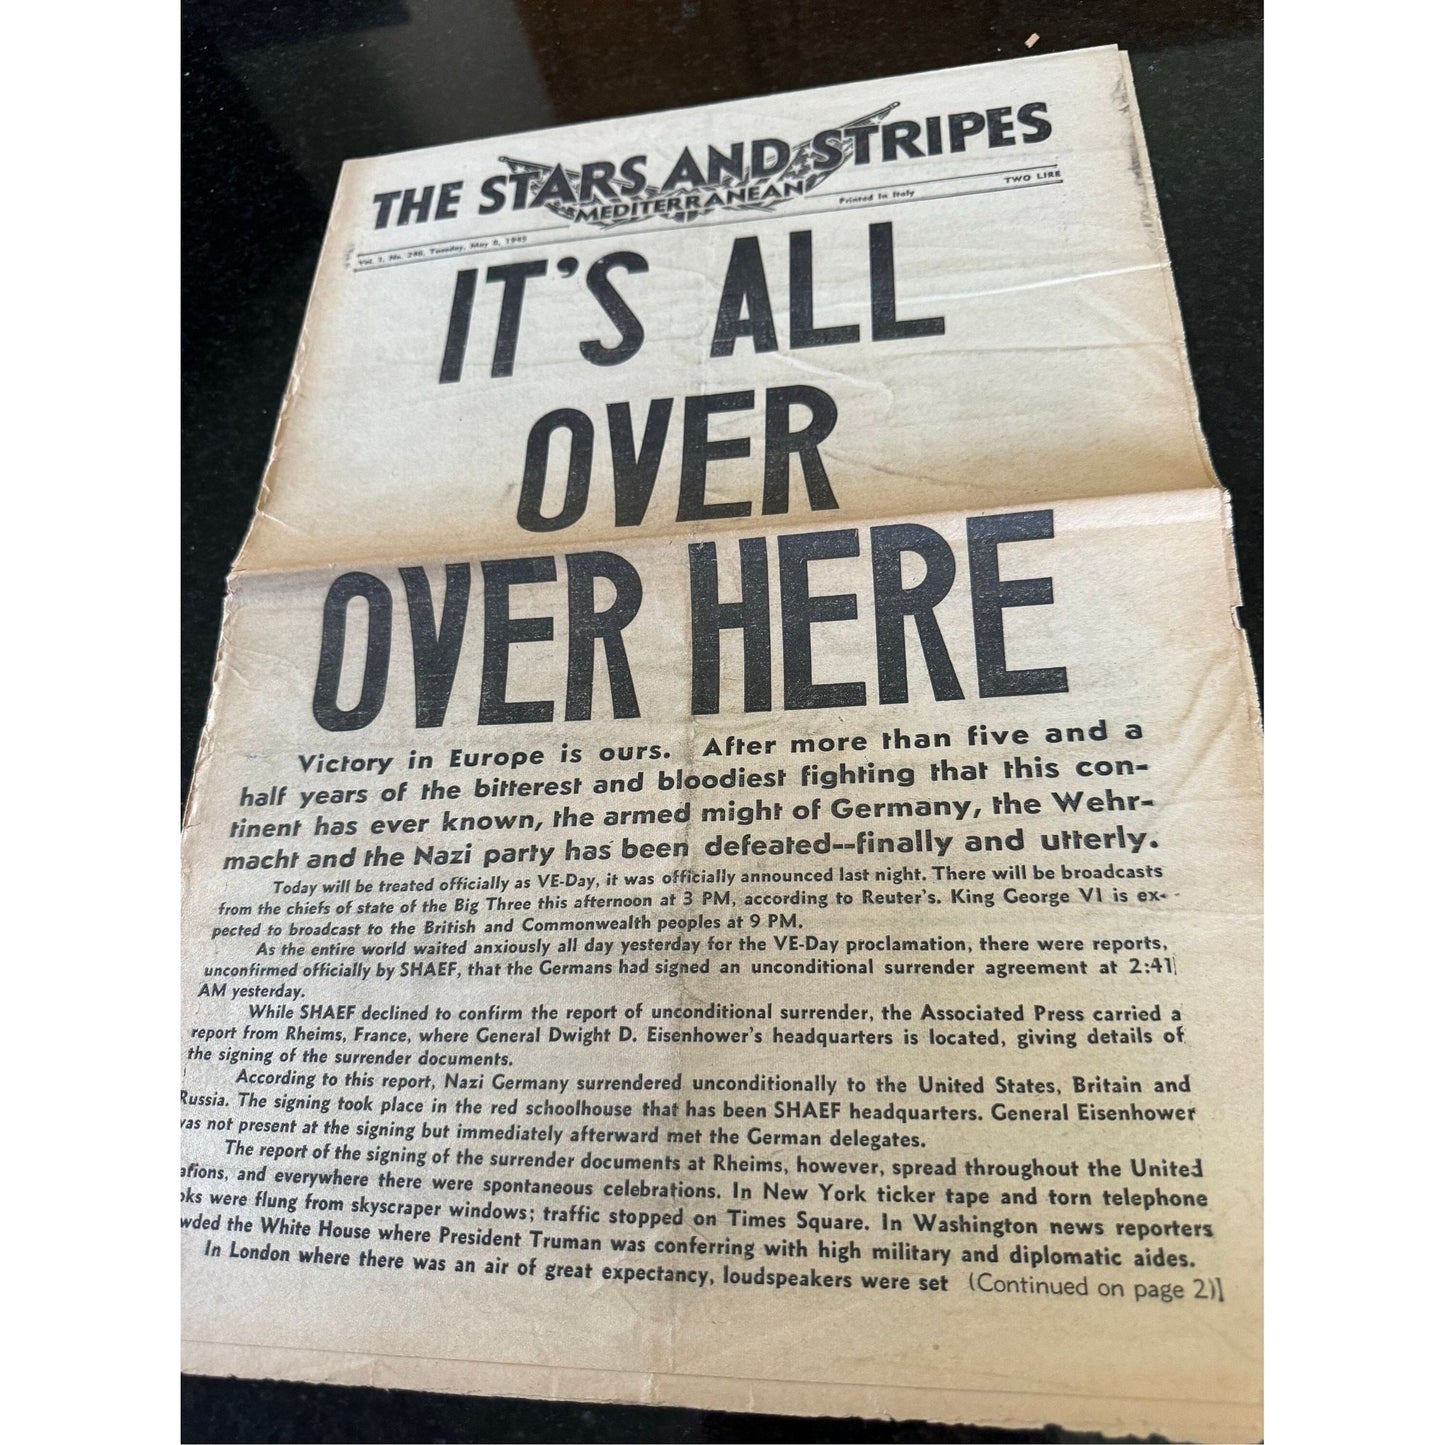 THE STARS AND STRIPES
MEDITERRANEAN
Vol. 1, No. 288, Tuesday, May 8, 1945
Printed In Italy
TWO LIRE
IT'S ALL
OVER
OVER HERE
Victory in Europe is ours. After more than five and a
half years of the bitterest and bloodiest fighting that this con-
tinent has ever known, the armed might of Germany, the Wehr-
macht and the Nazi party has been defeated--finally and utterly.
Today will be treated officially as VE-Day, it was officially announced last night. There will be broadcasts
from the chiefs of state of the Big Three this afternoon at 3 PM, according to Reuter's. King George VI is ex-
pected to broadcast to the British and Commonwealth peoples at 9 PM.
As the entire world waited anxiously all day yesterday for the VE-Day proclamation, there were reports,
unconfirmed officially by SHAEF, that the Germans had signed an unconditional surrender agreement at 2:41
AM yesterday.
While SHAEF declined to confirm the report of unconditional surrender, the Associated Press carried a
report from Rheims, France, where General Dwight D. Eisenhower's headquarters is located, giving details of
the signing of the surrender documents.
According to this report, Nazi Germany surrendered unconditionally to the United States, Britain and
Russia. The signing took place in the red schoolhouse that has been SHAEF headquarters. General Eisenhower
was not present at the signing but immediately afterward met the German delegates.
The report of the signing of the surrender documents at Rheims, however, spread throughout the United
ations, and everywhere there were spontaneous celebrations. In New York ticker tape and torn telephone
oks were flung from skyscraper windows; traffic stopped on Times Square. In Washington news reporters
wded the White House where President Truman was conferring with high military and diplomatic aides.
In London where there was an air of great expectancy, loudspeakers were set (Continued on page 2)